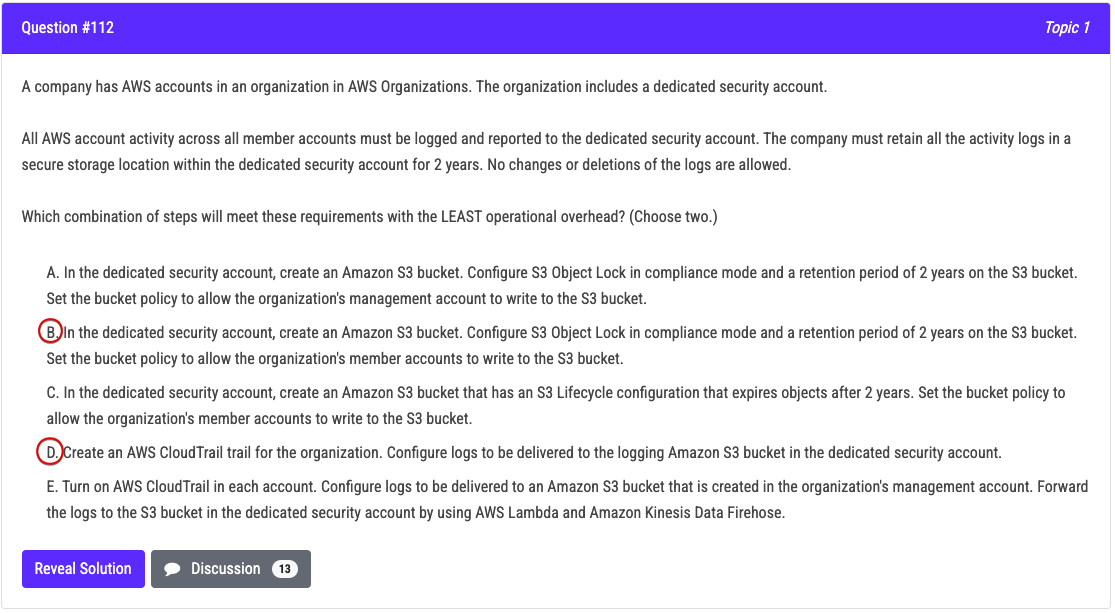 Question #112
Topic 1
A company has AWS accounts in an organization in AWS Organizations. The organization includes a dedicated security account.
All AWS account activity across all member accounts must be logged and reported to the dedicated security account. The company must retain all the activity logs in a
secure storage location within the dedicated security account for 2 years. No changes or deletions of the logs are allowed.
Which combination of steps will meet these requirements with the LEAST operational overhead? (Choose two.)
A. In the dedicated security account, create an Amazon S3 bucket. Configure S3 Object Lock in compliance mode and a retention period of 2 years on the S3 bucket.
Set the bucket policy to allow the organization's management account to write to the S3 bucket.
B. In the dedicated security account, create an Amazon S3 bucket. Configure S3 Object Lock in compliance mode and a retention period of 2 years on the S3 bucket.
Set the bucket policy to allow the organization's member accounts to write to the S3 bucket.
C. In the dedicated security account, create an Amazon S3 bucket that has an S3 Lifecycle configuration that expires objects after 2 years. Set the bucket policy to
allow the organization's member accounts to write to the S3 bucket.
D. Create an AWS CloudTrail trail for the organization. Configure logs to be delivered to the logging Amazon S3 bucket in the dedicated security account.
E. Turn on AWS CloudTrail in each account. Configure logs to be delivered to an Amazon S3 bucket that is created in the organization's management account. Forward
the logs to the S3 bucket in the dedicated security account by using AWS Lambda and Amazon Kinesis Data Firehose.
Reveal Solution
Discussion 13